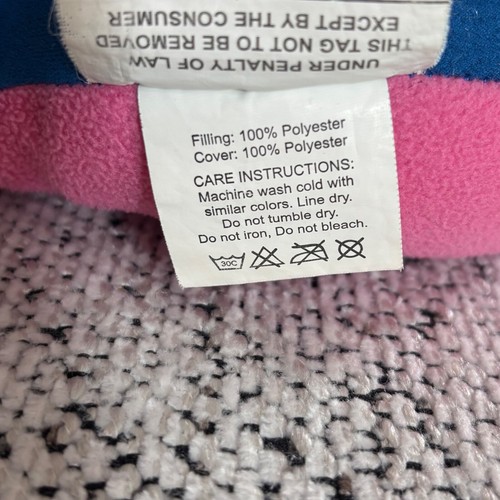 UNDER PENALTY OF LAW
THIS TAG NOT TO BE REMOVED
EXCEPT BY THE CONSUMER
Filling: 100% Polyester
Cover: 100% Polyester
CARE INSTRUCTIONS:
Machine wash cold with
similar colors. Line dry.
Do not tumble dry.
Do not iron, Do not bleach.
30C